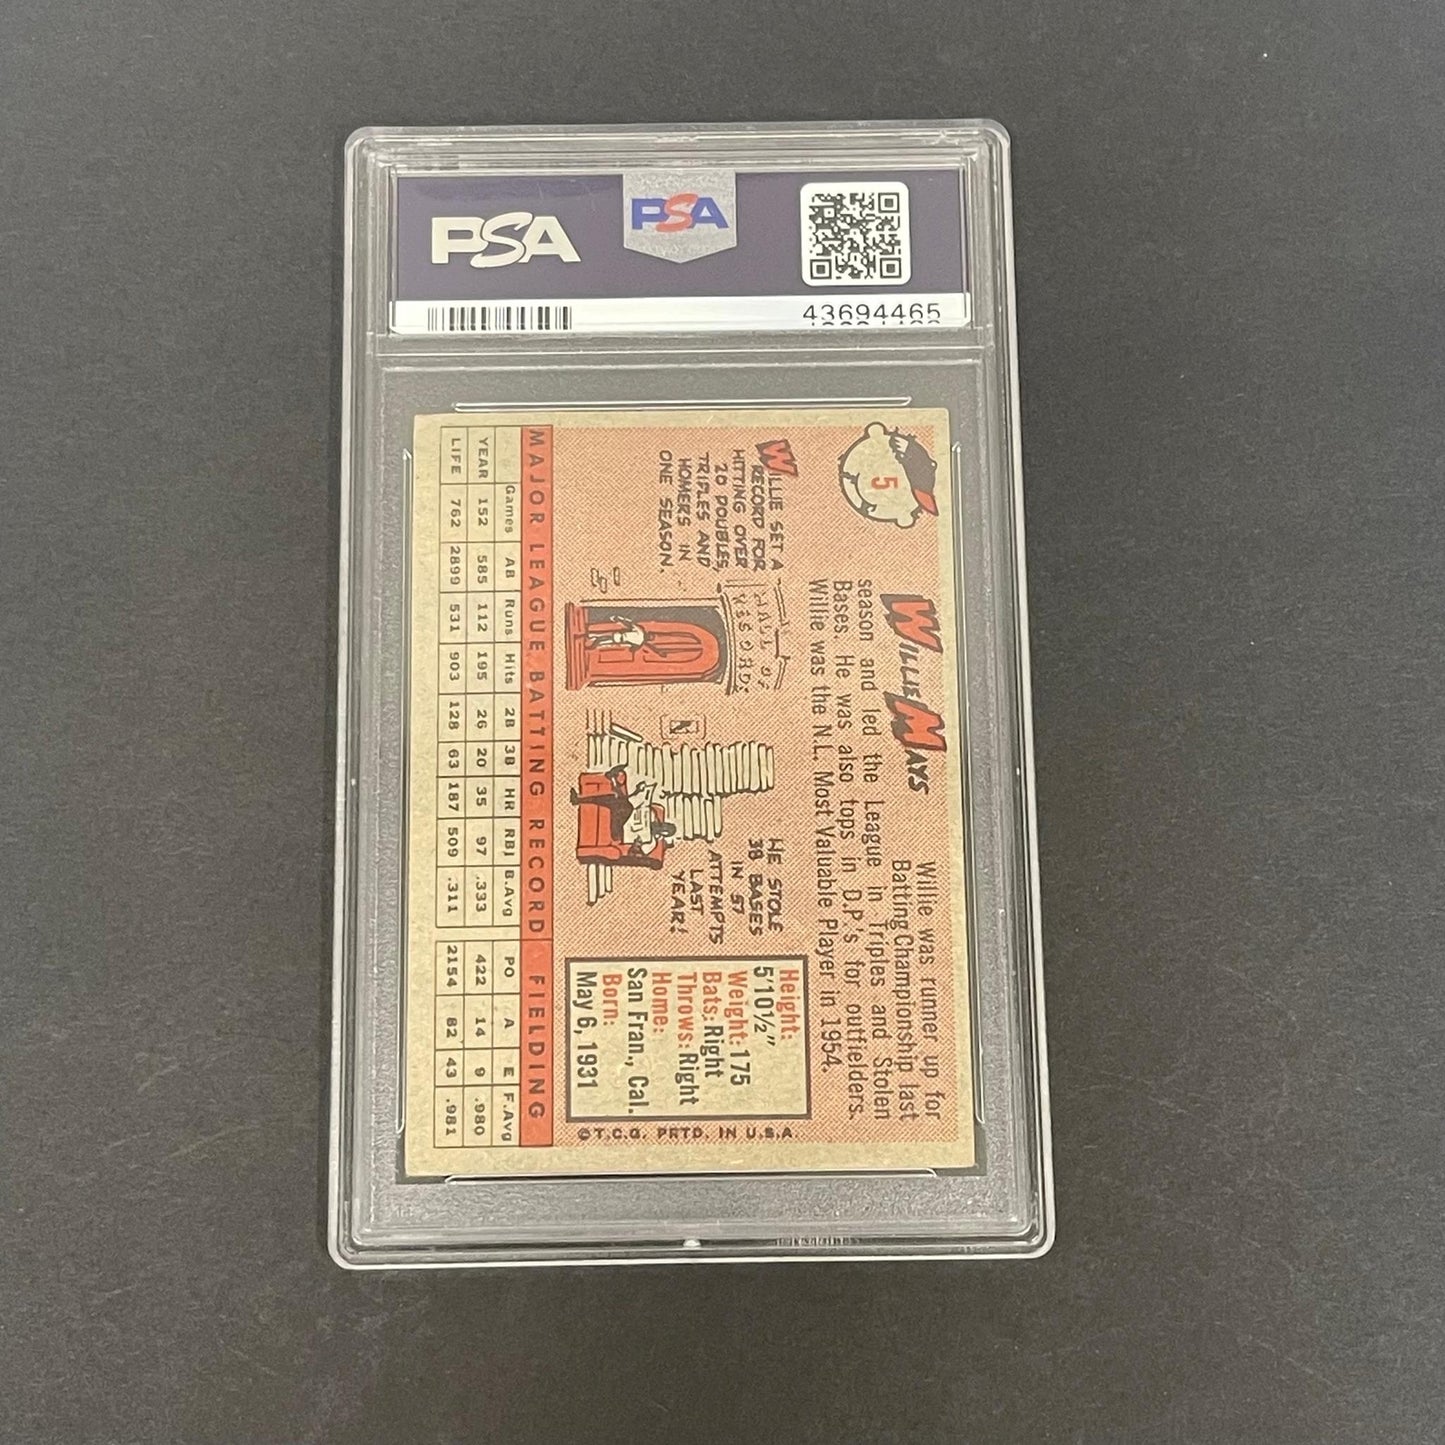 PSA
PSA
43694465
5
WILLIE MAYS
Willie was runner up for
Batting Championship last
season and led the League in Triples and Stolen
Bases. He was also tops in D.P.'s for outfielders.
Willie was the N.L. Most Valuable Player in 1954.
WILLIE SET A
RECORD FOR
HITTING OVER
20 DOUBLES,
TRIPLES AND
HOMERS IN
ONE SEASON.
HALL OF
RECORDS
HE STOLE
38 BASES
IN 57
ATTEMPTS
LAST
YEAR!
Height:
5'10½"
Weight: 175
Bats: Right
Throws: Right
Home:
San Fran., Cal.
Born:
May 6, 1931
©T.C.G. PRTD. IN U.S.A.
MAJOR LEAGUE BATTING RECORD FIELDING
Games AB Runs Hits 2B 3B HR RBI B.Avg PO A E F.Avg
YEAR 152 585 112 195 26 20 35 97 .333 422 14 9 .980
LIFE 762 2899 531 903 128 63 187 509 .311 2154 82 43 .981